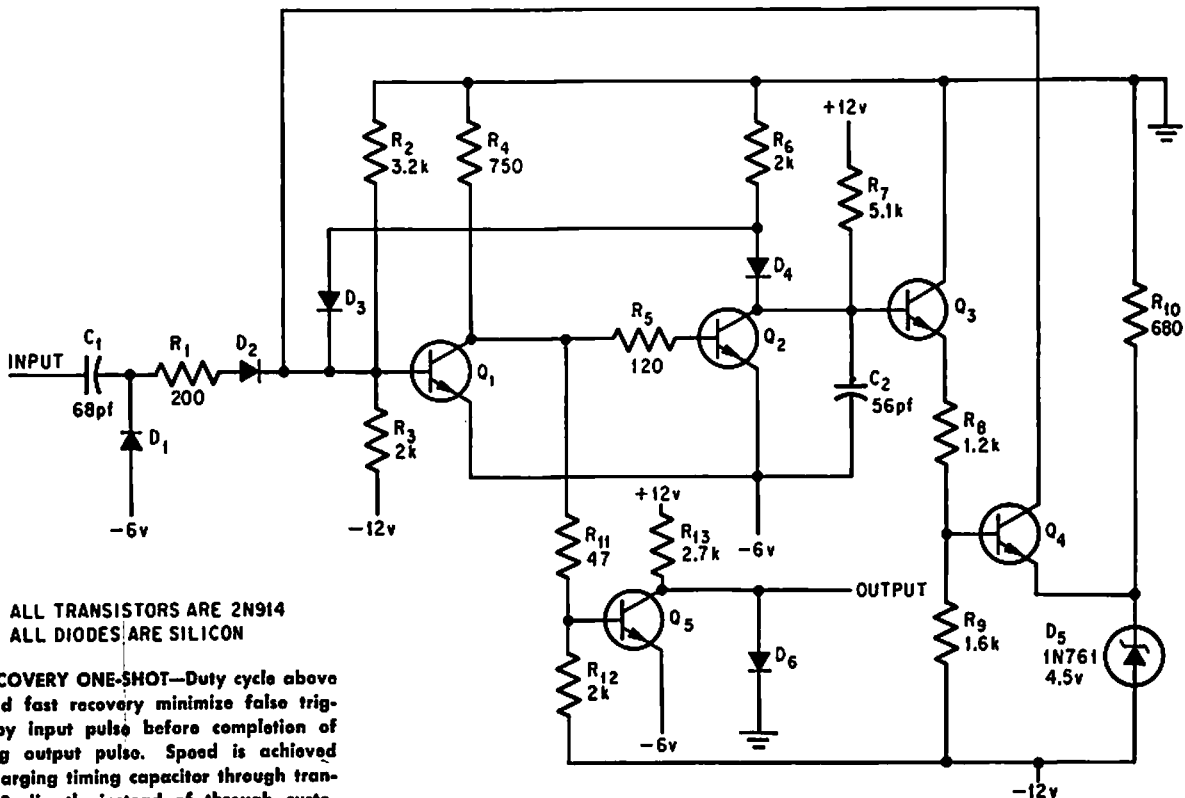 +12v
R2
3.2k
R4
750
R6
2k
R7
5.1k
D3
D4
Q3
R10
680
INPUT
C1
68pf
R1
200
D2
Q1
R5
120
Q2
C2
56pf
D1
R3
2k
R8
1.2k
-6v
-12v
+12v
R11
47
R13
2.7k
-6v
Q4
OUTPUT
ALL TRANSISTORS ARE 2N914
ALL DIODES ARE SILICON
Q5
R9
1.6k
D5
1N761
4.5v
R12
2k
D6
-6v
-12v
COVERY ONE-SHOT—Duty cycle above
d fast recovery minimize false trig-
by input pulse before completion of
g output pulse. Speed is achieved
arging timing capacitor through tran-